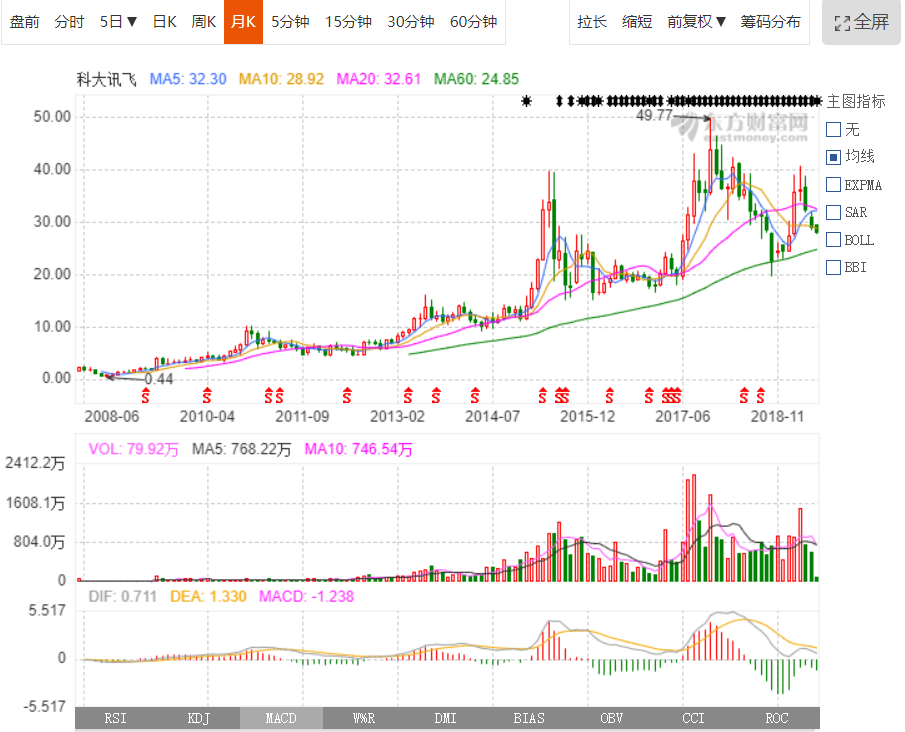 盘前 分时 5日▼ 日K 周K 月K 5分钟 15分钟 30分钟 60分钟 拉长 缩短 前复权▼ 筹码分布 全屏
科大讯飞 MA5: 32.30 MA10: 28.92 MA20: 32.61 MA60: 24.85
主图指标
50.00
49.77
东方财富网
eastmoney.com
无
均线
40.00
EXPMA
30.00
SAR
BOLL
20.00
BBI
10.00
0.00
0.44
S S S S S S S S S S S S S S S S S S
2008-06 2010-04 2011-09 2013-02 2014-07 2015-12 2017-06 2018-11
VOL: 79.92万 MA5: 768.22万 MA10: 746.54万
2412.2万
1608.1万
804.0万
0
DIF: 0.711 DEA: 1.330 MACD: -1.238
5.517
0
-5.517
RSI KDJ MACD W%R DMI BIAS OBV CCI ROC